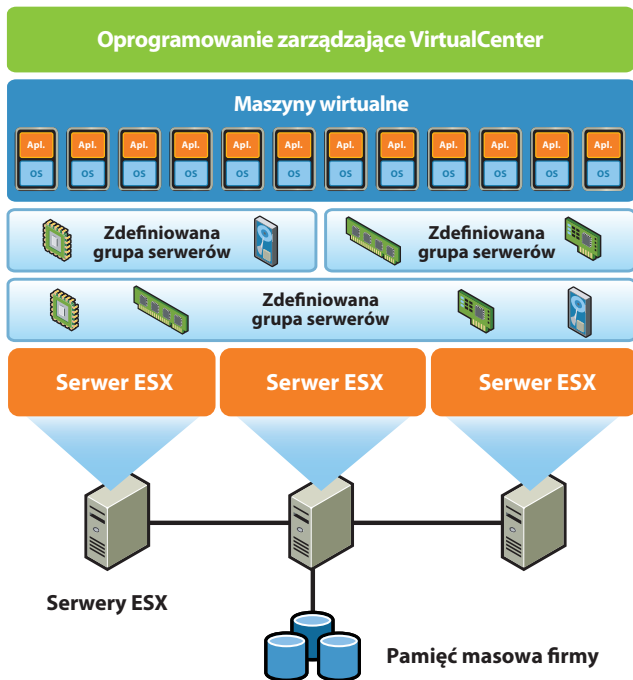 Oprogramowanie zarządzające VirtualCenter
Maszyny wirtualne
Apl. Apl. Apl. Apl. Apl. Apl. Apl. Apl. Apl. Apl. Apl. Apl.
OS OS OS OS OS OS OS OS OS OS OS OS
Zdefiniowana
grupa serwerów
Zdefiniowana
grupa serwerów
Zdefiniowana
grupa serwerów
Serwer ESX
Serwer ESX
Serwer ESX
Serwery ESX
Pamięć masowa firmy